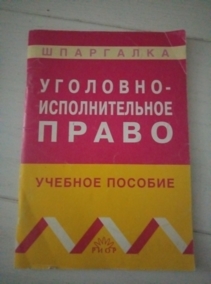 ШПАРГАЛКА
УГОЛОВНО-
ИСПОЛНИТЕЛЬНОЕ
ПРАВО
УЧЕБНОЕ ПОСОБИЕ